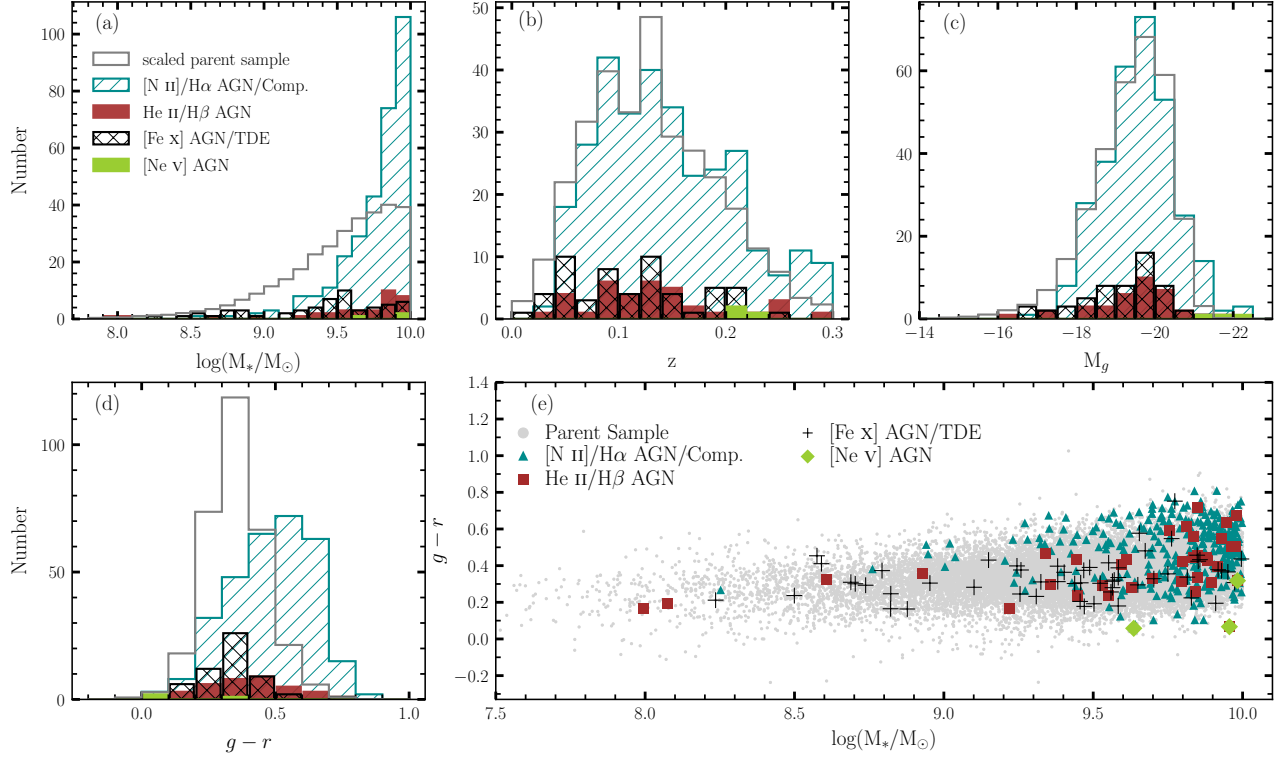 (a)
scaled parent sample
[N II]/Hα AGN/Comp.
He II/Hβ AGN
[Fe X] AGN/TDE
[Ne V] AGN
Number
0
20
40
60
80
100
8.0 8.5 9.0 9.5 10.0
log(M*/M⊙)
(b)
0
10
20
30
40
50
0.0 0.1 0.2 0.3
z
(c)
0
20
40
60
−14 −16 −18 −20 −22
M_g
(d)
Number
0
50
100
0.0 0.5 1.0
g − r
(e)
Parent Sample
[N II]/Hα AGN/Comp.
He II/Hβ AGN
[Fe X] AGN/TDE
[Ne V] AGN
g − r
1.4
1.2
1.0
0.8
0.6
0.4
0.2
0.0
−0.2
7.5 8.0 8.5 9.0 9.5 10.0
log(M*/M⊙)